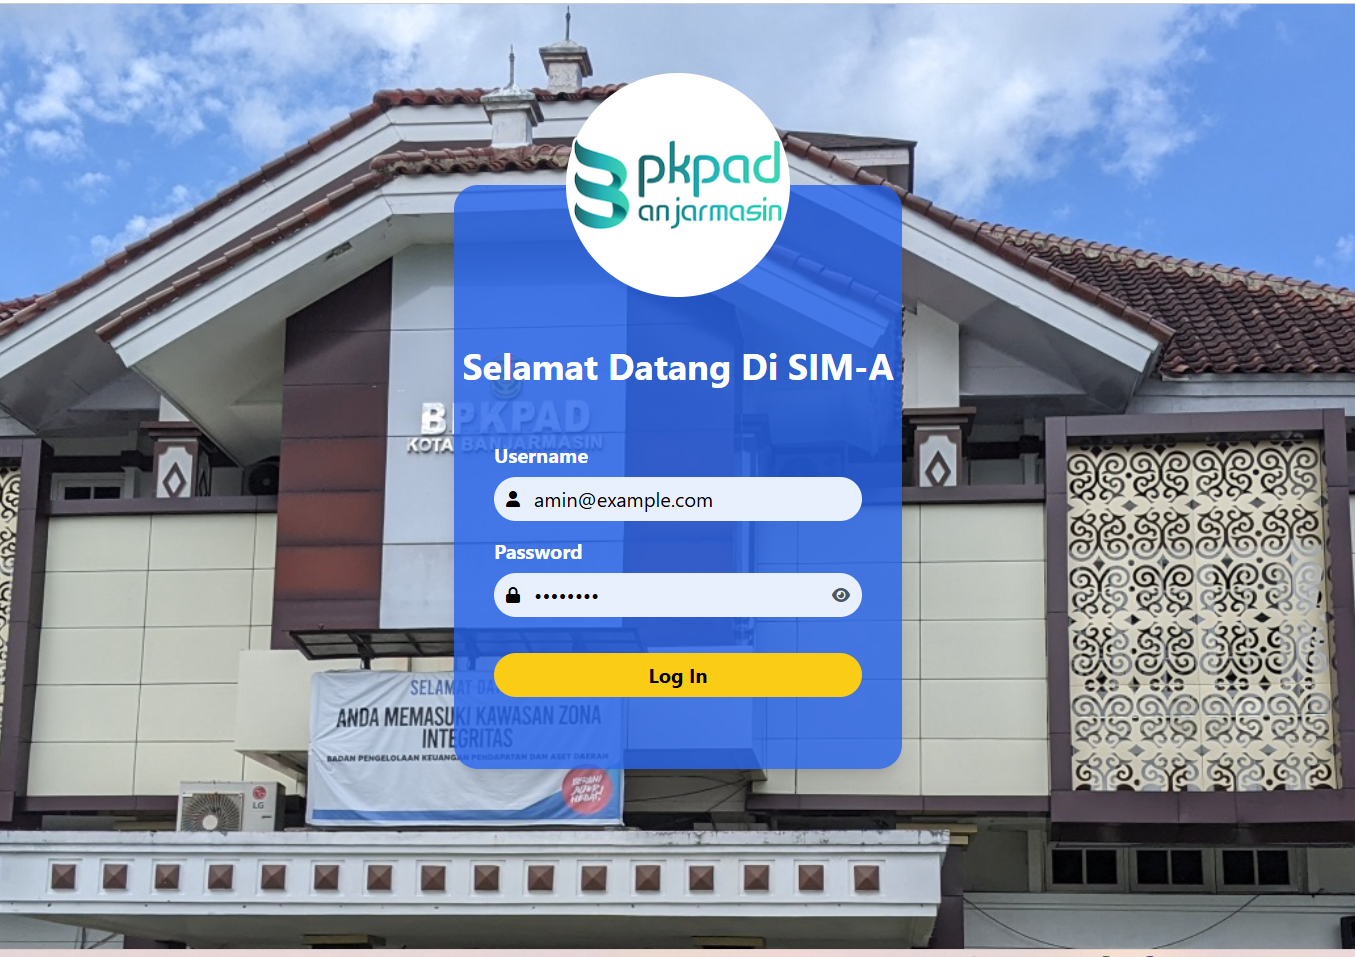 pkpad
anjarmasin
Selamat Datang Di SIM-A
BPKPAD
KOTA BANJARMASIN
Username
amin@example.com
Password
••••••••
Log In
SELAMAT DA
ANDA MEMASUKI KAWASAN ZONA
INTEGRITAS
BADAN PENGELOLAAN KEUANGAN PENDAPATAN DAN ASET DAERAH
LG